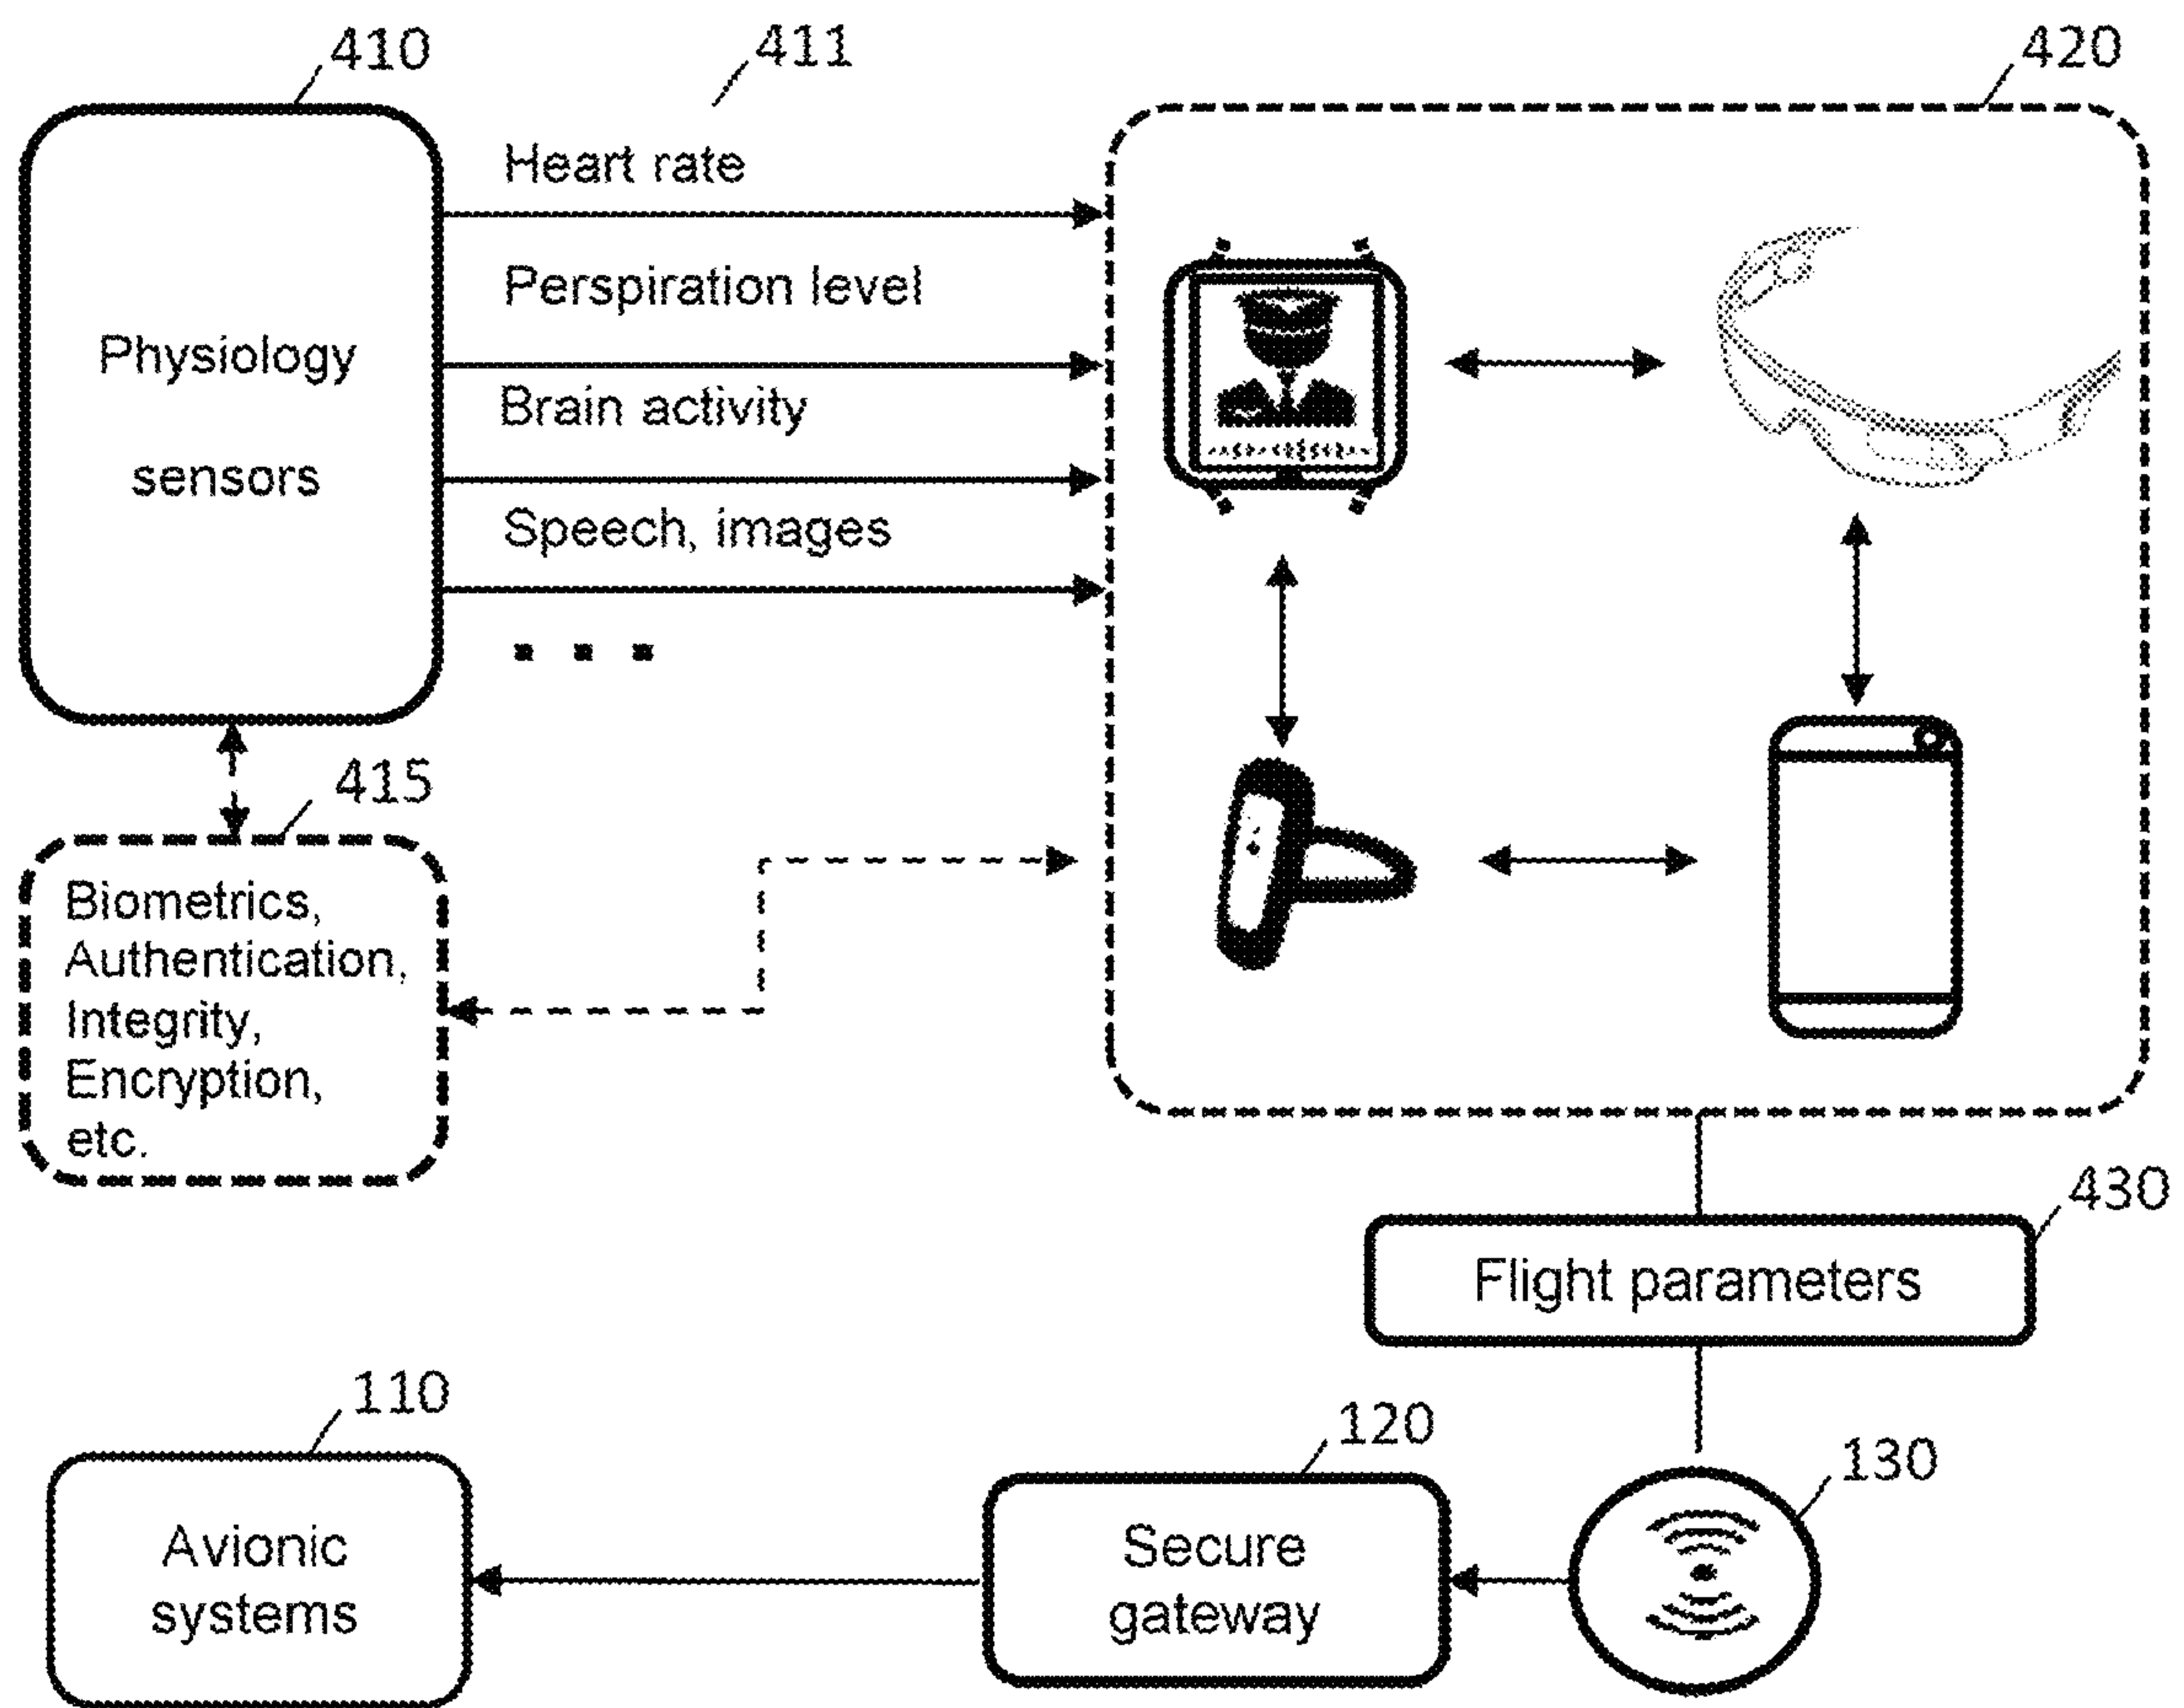 410
411
420
Heart rate
Perspiration level
Physiology
sensors
Brain activity
Speech, images
. . .
415
Biometrics,
Authentication,
Integrity,
Encryption,
etc.
430
Flight parameters
110
120
130
Avionic
systems
Secure
gateway